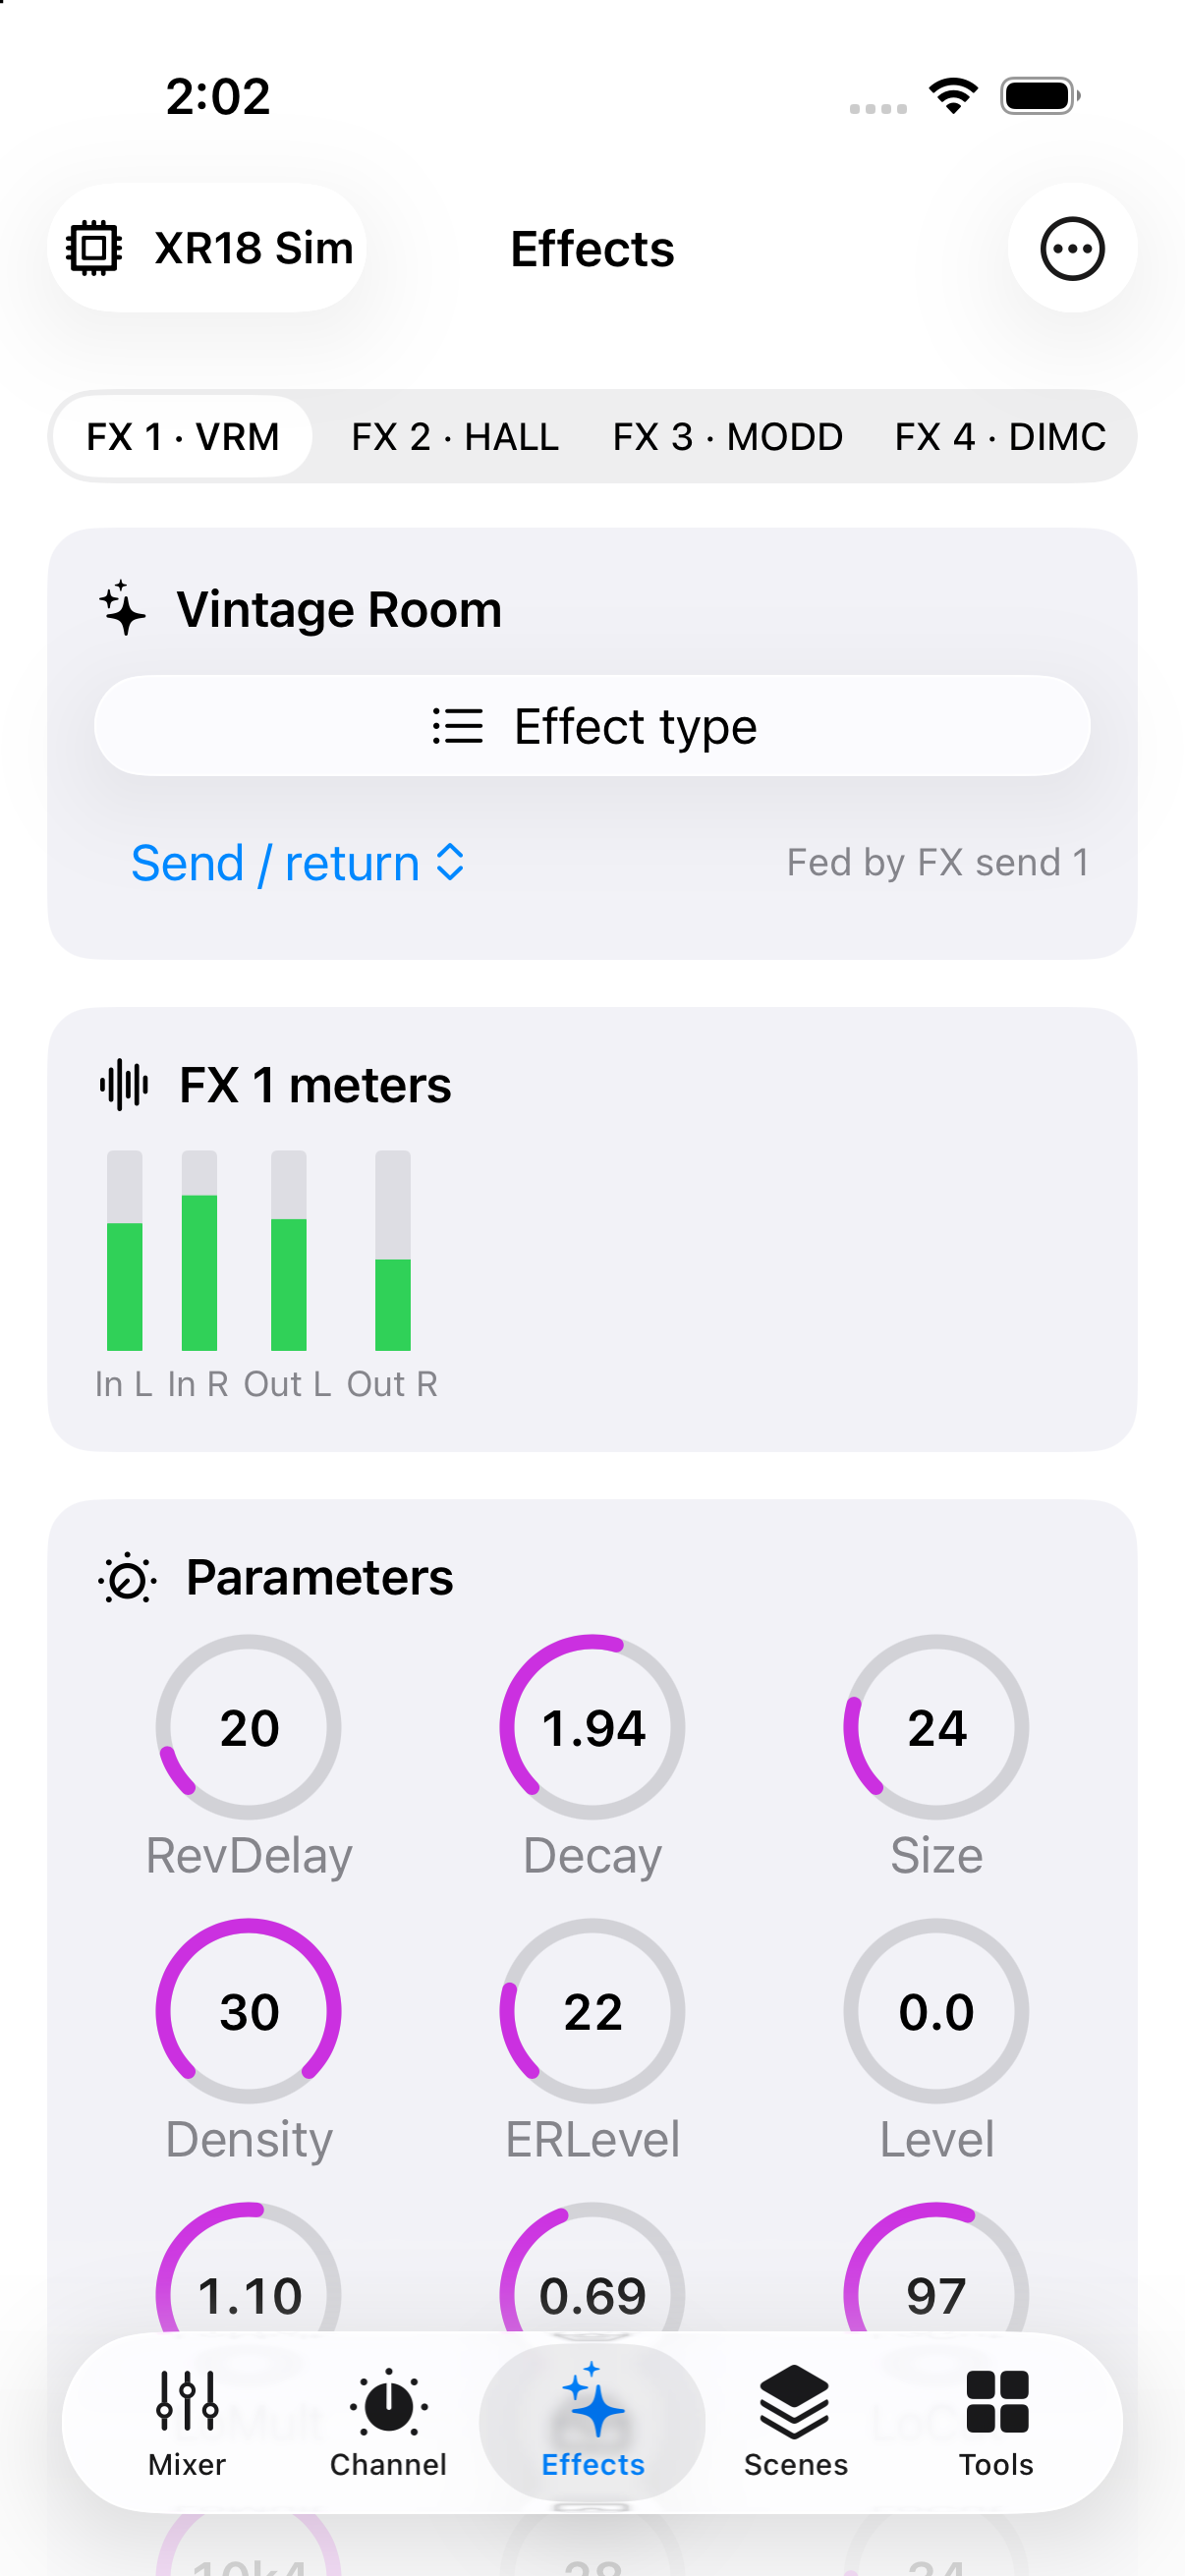 2:02
XR18 Sim
Effects
FX 1 · VRM
FX 2 · HALL
FX 3 · MODD
FX 4 · DIMC
Vintage Room
Effect type
Send / return
Fed by FX send 1
FX 1 meters
In L In R Out L Out R
Parameters
20
1.94
24
RevDelay
Decay
Size
30
22
0.0
Density
ERLevel
Level
1.10
0.69
97
Mixer
Channel
Effects
Scenes
Tools